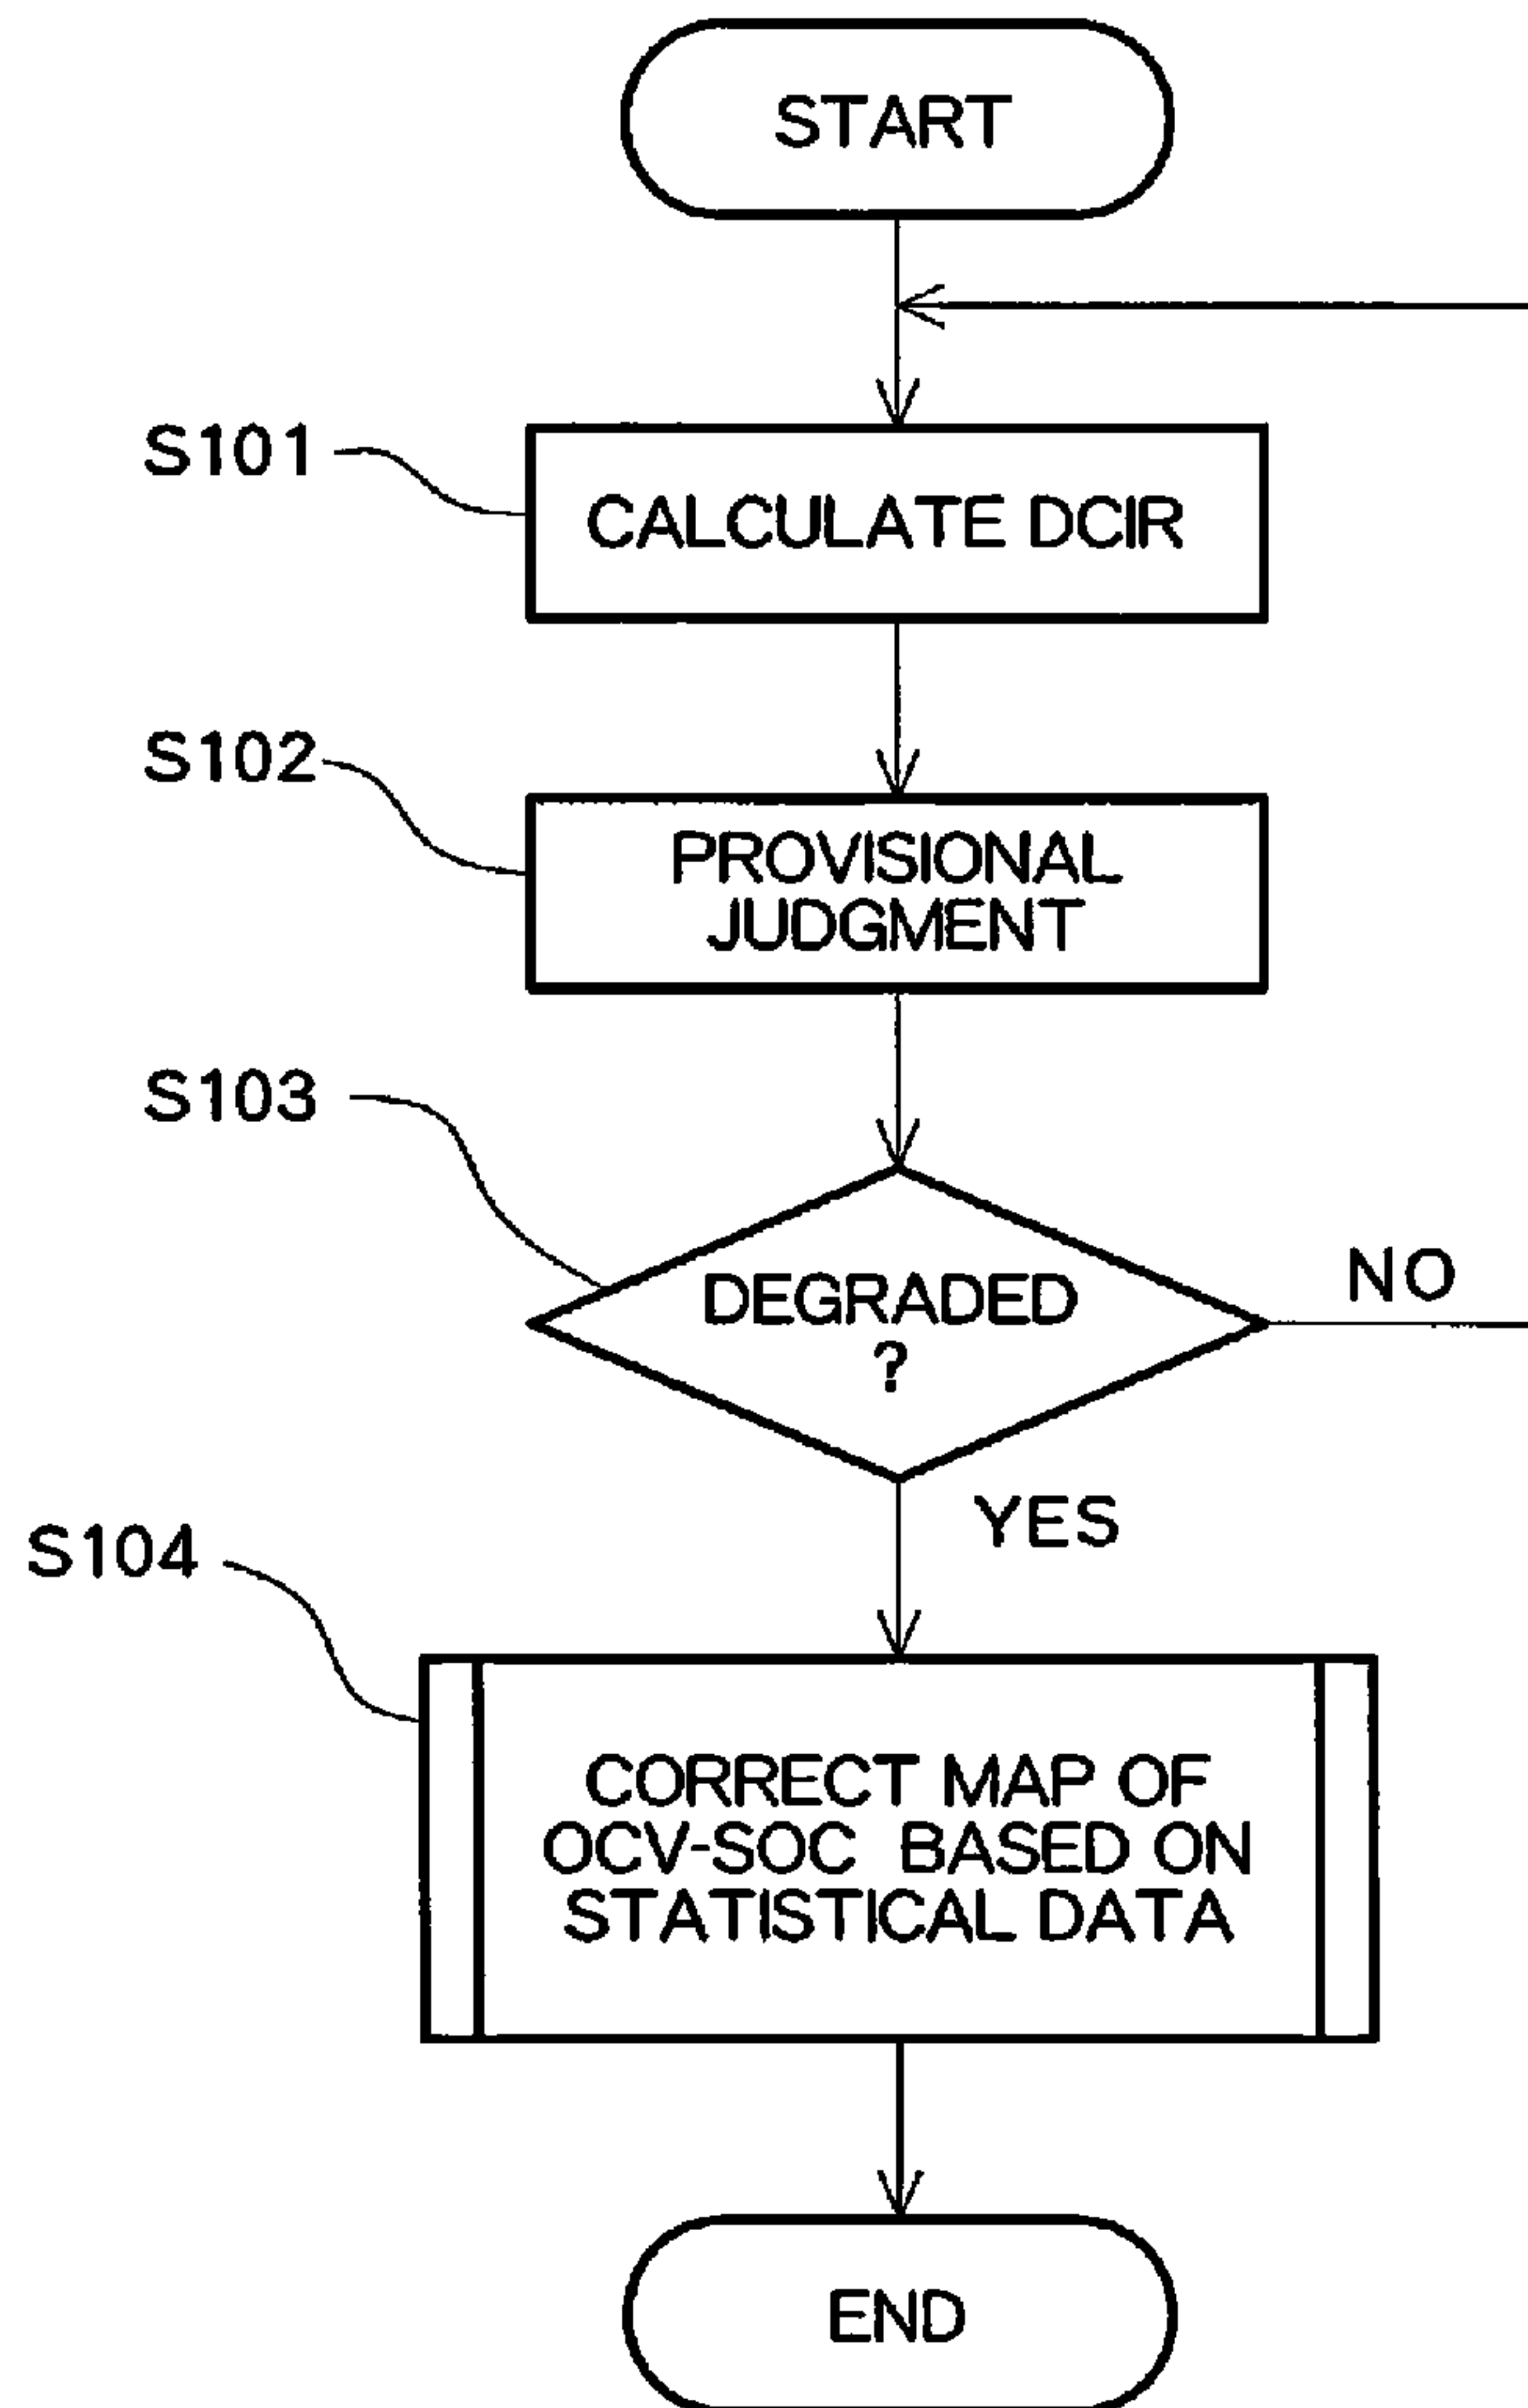 START
S101
CALCULATE DCIR
S102
PROVISIONAL
JUDGMENT
S103
DEGRADED
?
NO
YES
S104
CORRECT MAP OF
OCV-SOC BASED ON
STATISTICAL DATA
END